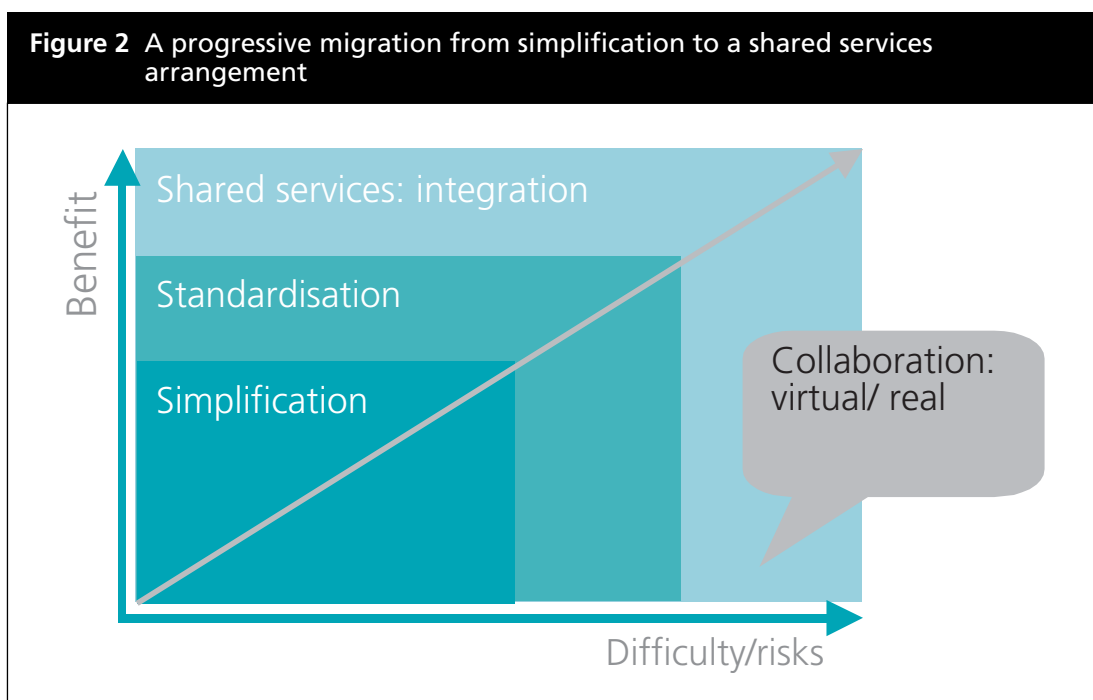 Figure 2 A progressive migration from simplification to a shared services
arrangement
Benefit
Shared services: integration
Standardisation
Simplification
Collaboration:
virtual/ real
Difficulty/risks